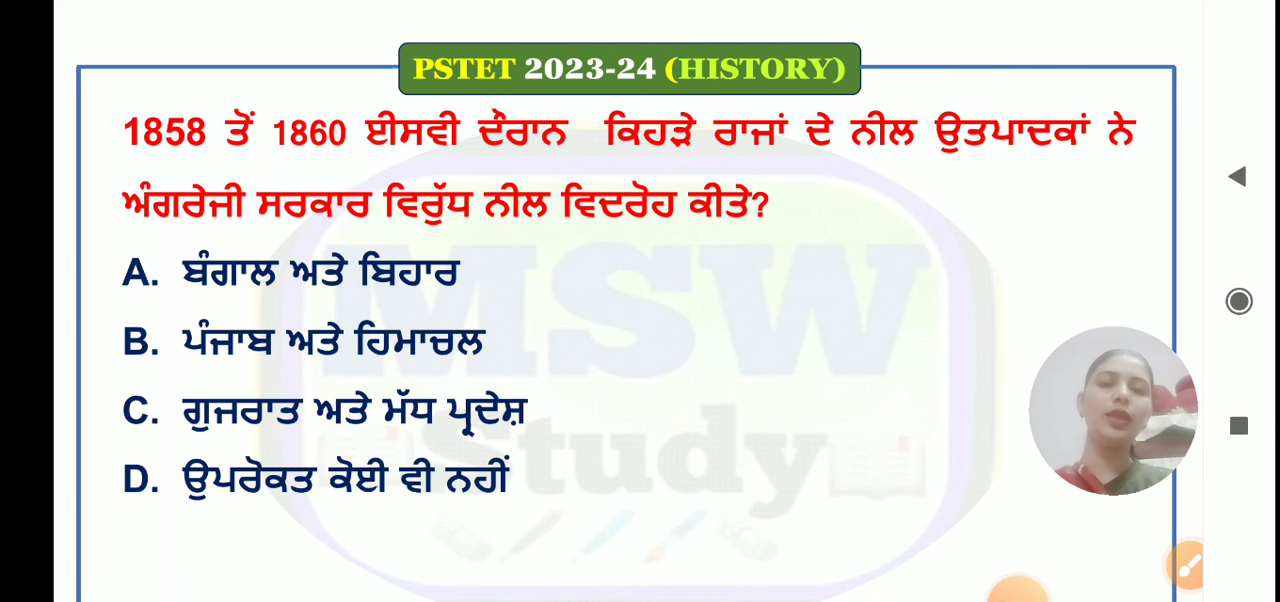 PSTET 2023-24 (HISTORY)
1858 ਤੋਂ 1860 ਈਸਵੀ ਦੌਰਾਨ ਕਿਹੜੇ ਰਾਜਾਂ ਦੇ ਨੀਲ ਉਤਪਾਦਕਾਂ ਨੇ
ਅੰਗਰੇਜੀ ਸਰਕਾਰ ਵਿਰੁੱਧ ਨੀਲ ਵਿਦਰੋਹ ਕੀਤੇ?
A. ਬੰਗਾਲ ਅਤੇ ਬਿਹਾਰ
B. ਪੰਜਾਬ ਅਤੇ ਹਿਮਾਚਲ
C. ਗੁਜਰਾਤ ਅਤੇ ਮੱਧ ਪ੍ਰਦੇਸ਼
D. ਉਪਰੋਕਤ ਕੋਈ ਵੀ ਨਹੀਂ
MSW
Study